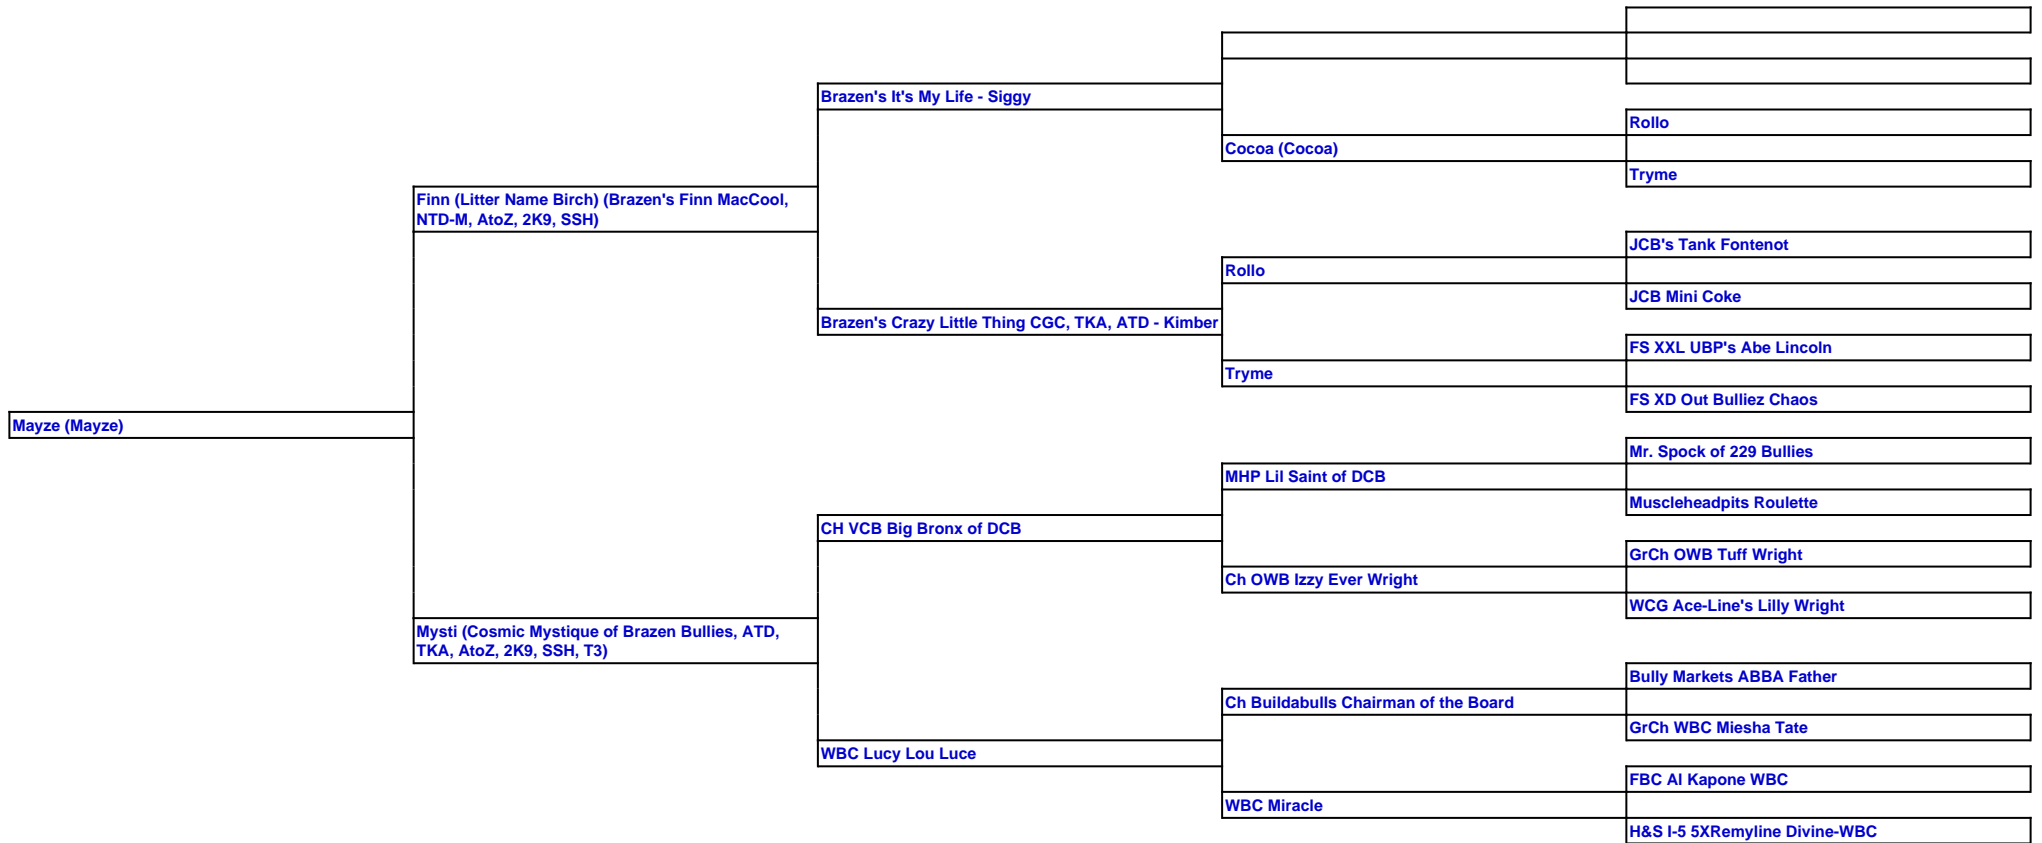 Brazen's It's My Life - Siggy
Rollo
Cocoa (Cocoa)
Tryme
Finn (Litter Name Birch) (Brazen's Finn MacCool,
NTD-M, AtoZ, 2K9, SSH)
JCB's Tank Fontenot
Rollo
JCB Mini Coke
Brazen's Crazy Little Thing CGC, TKA, ATD - Kimber
FS XXL UBP's Abe Lincoln
Tryme
FS XD Out Bulliez Chaos
Mayze (Mayze)
Mr. Spock of 229 Bullies
MHP Lil Saint of DCB
Muscleheadpits Roulette
CH VCB Big Bronx of DCB
GrCh OWB Tuff Wright
Ch OWB Izzy Ever Wright
WCG Ace-Line's Lilly Wright
Mysti (Cosmic Mystique of Brazen Bullies, ATD,
TKA, AtoZ, 2K9, SSH, T3)
Bully Markets ABBA Father
Ch Buildabulls Chairman of the Board
GrCh WBC Miesha Tate
WBC Lucy Lou Luce
FBC Al Kapone WBC
WBC Miracle
H&S I-5 5XRemyline Divine-WBC